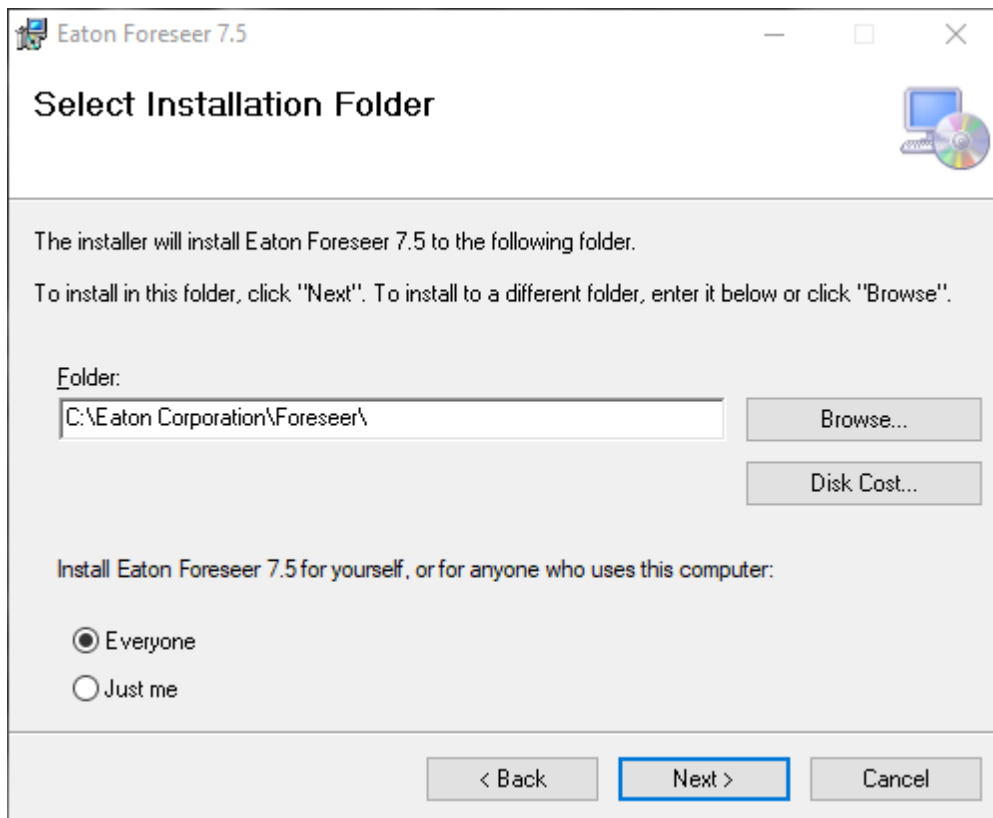 Eaton Foreseer 7.5
Select Installation Folder
The installer will install Eaton Foreseer 7.5 to the following folder.
To install in this folder, click "Next". To install to a different folder, enter it below or click "Browse".
Folder:
C:\Eaton Corporation\Foreseer\
Browse...
Disk Cost...
Install Eaton Foreseer 7.5 for yourself, or for anyone who uses this computer:
Everyone
Just me
< Back
Next >
Cancel